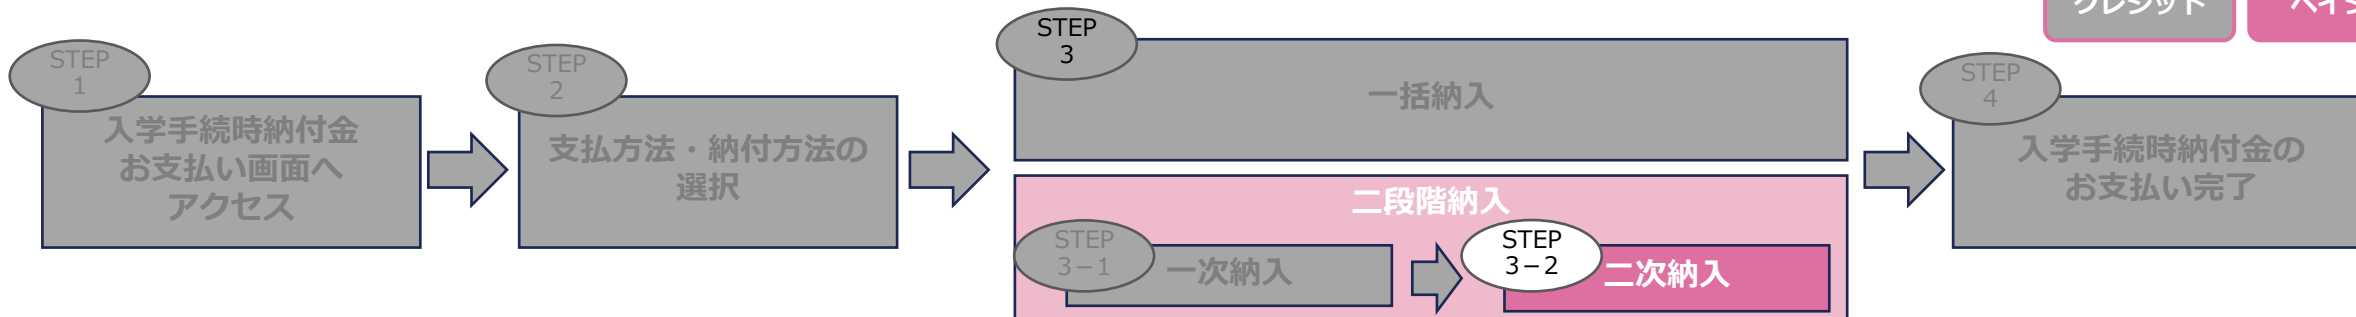 クレジット
STEP
1
入学手続時納付金
お支払い画面へ
アクセス
STEP
2
支払方法・納付方法の
選択
STEP
3
一括納入
二段階納入
STEP
3−1
一次納入
STEP
3−2
二次納入
STEP
4
入学手続時納付金の
お支払い完了